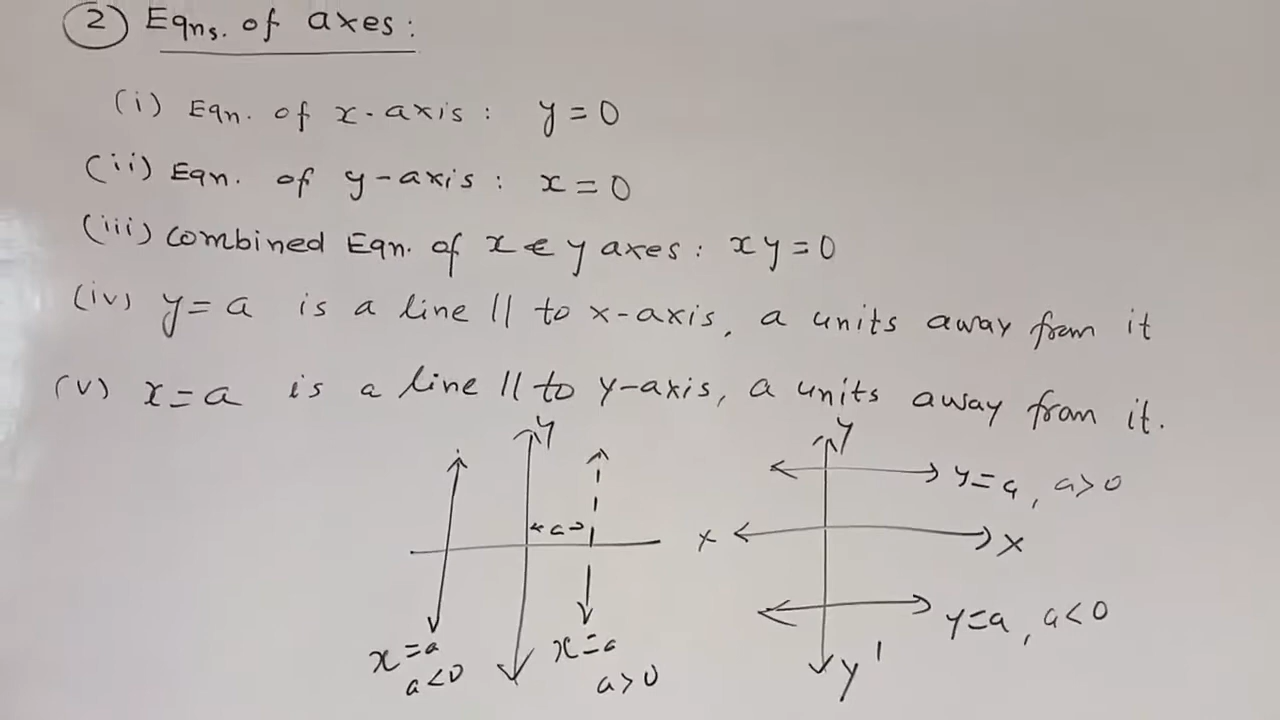 ② Eqns. of axes:
(i) Eqn. of x-axis: y=0
(ii) Eqn. of y-axis: x=0
(iii) Combined Eqn. of x & y axes: xy=0
(iv) y=a is a line || to x-axis, a units away from it
(v) x=a is a line || to y-axis, a units away from it.
y
a
x=a
a<0
x=a
a>0
y
y=a, a>0
x
x
y=a, a<0
y'